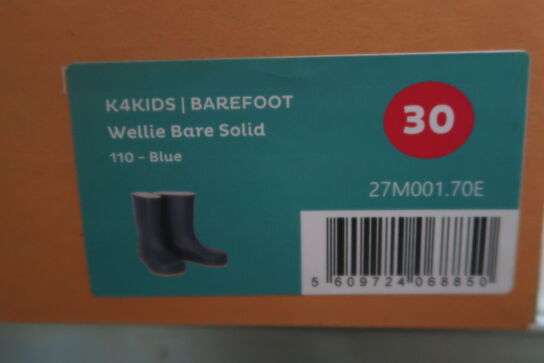 K4KIDS | BAREFOOT
Wellie Bare Solid
110 - Blue
30
27M001.70E
5 609724 068850